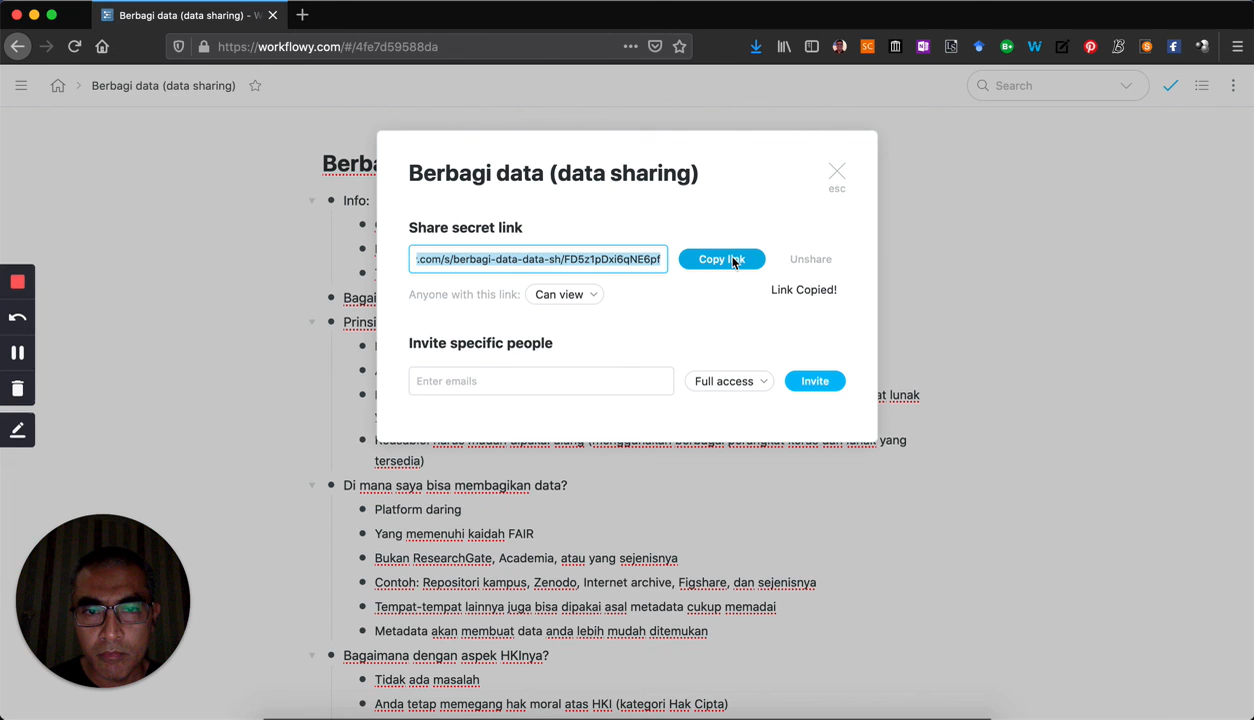 Berbagi data (data sharing) - W
https://workflowy.com/#/4fe7d59588da
SC
LS
W
Berbagi data (data sharing)
Search
Berbagi data (data sharing)
esc
Share secret link
.com/s/berbagi-data-data-sh/FD5z1pDxi6qNE6pf
Copy link
Unshare
Link Copied!
Anyone with this link:
Can view
Invite specific people
Enter emails
Full access
Invite
Berb
Info:
Bagai
Prinsi
at lunak
yang
tersedia)
Di mana saya bisa membagikan data?
Platform daring
Yang memenuhi kaidah FAIR
Bukan ResearchGate, Academia, atau yang sejenisnya
Contoh: Repositori kampus, Zenodo, Internet archive, Figshare, dan sejenisnya
Tempat-tempat lainnya juga bisa dipakai asal metadata cukup memadai
Metadata akan membuat data anda lebih mudah ditemukan
Bagaimana dengan aspek HKInya?
Tidak ada masalah
Anda tetap memegang hak moral atas HKI (kategori Hak Cipta)